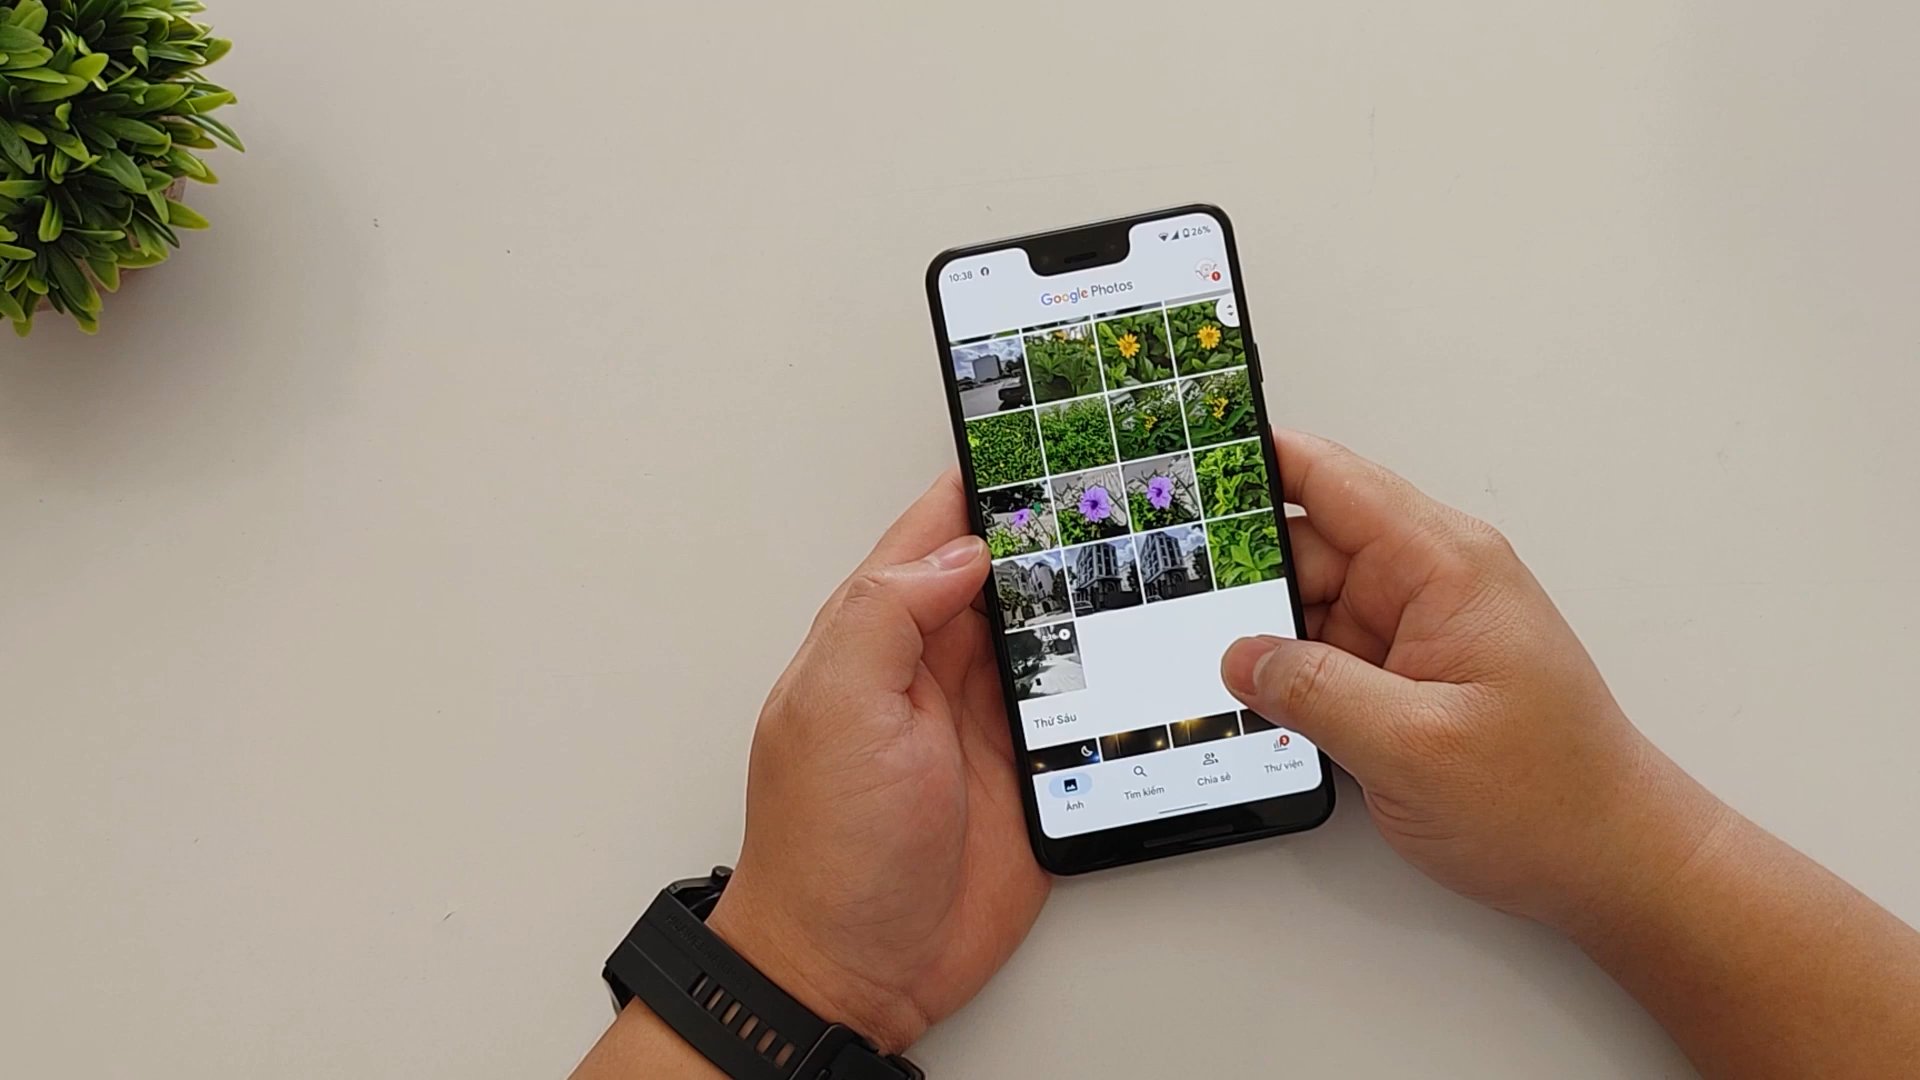 10:38
26%
Google Photos
Thứ Sáu
Ảnh
Tìm kiếm
Chia sẻ
Thư viện